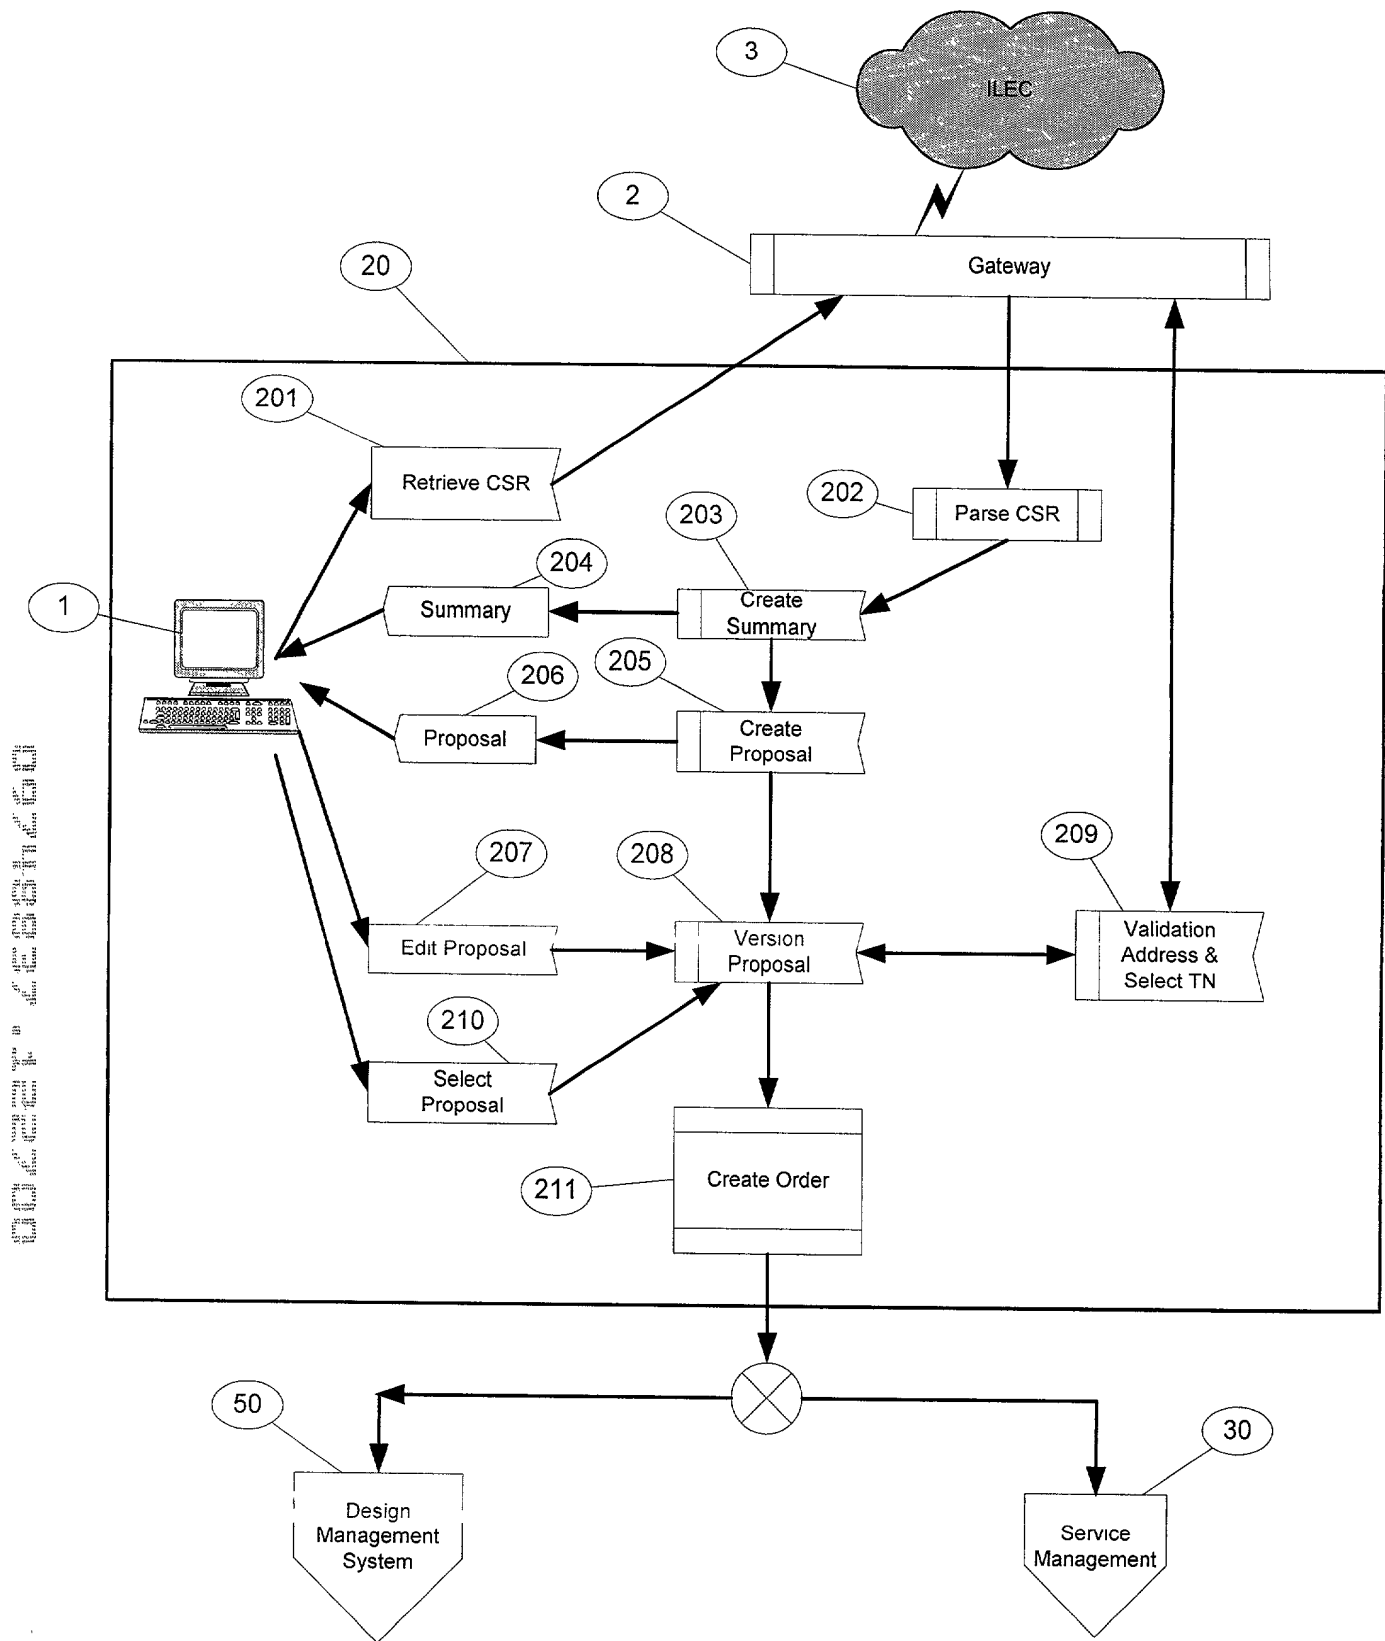 3
ILEC
2
Gateway
20
201
Retrieve CSR
202
Parse CSR
203
204
Create
Summary
Summary
1
205
206
Create
Proposal
Proposal
207
208
209
Edit Proposal
Version
Proposal
Validation
Address &
Select TN
210
Select
Proposal
211
Create Order
50
30
Design
Management
System
Service
Management